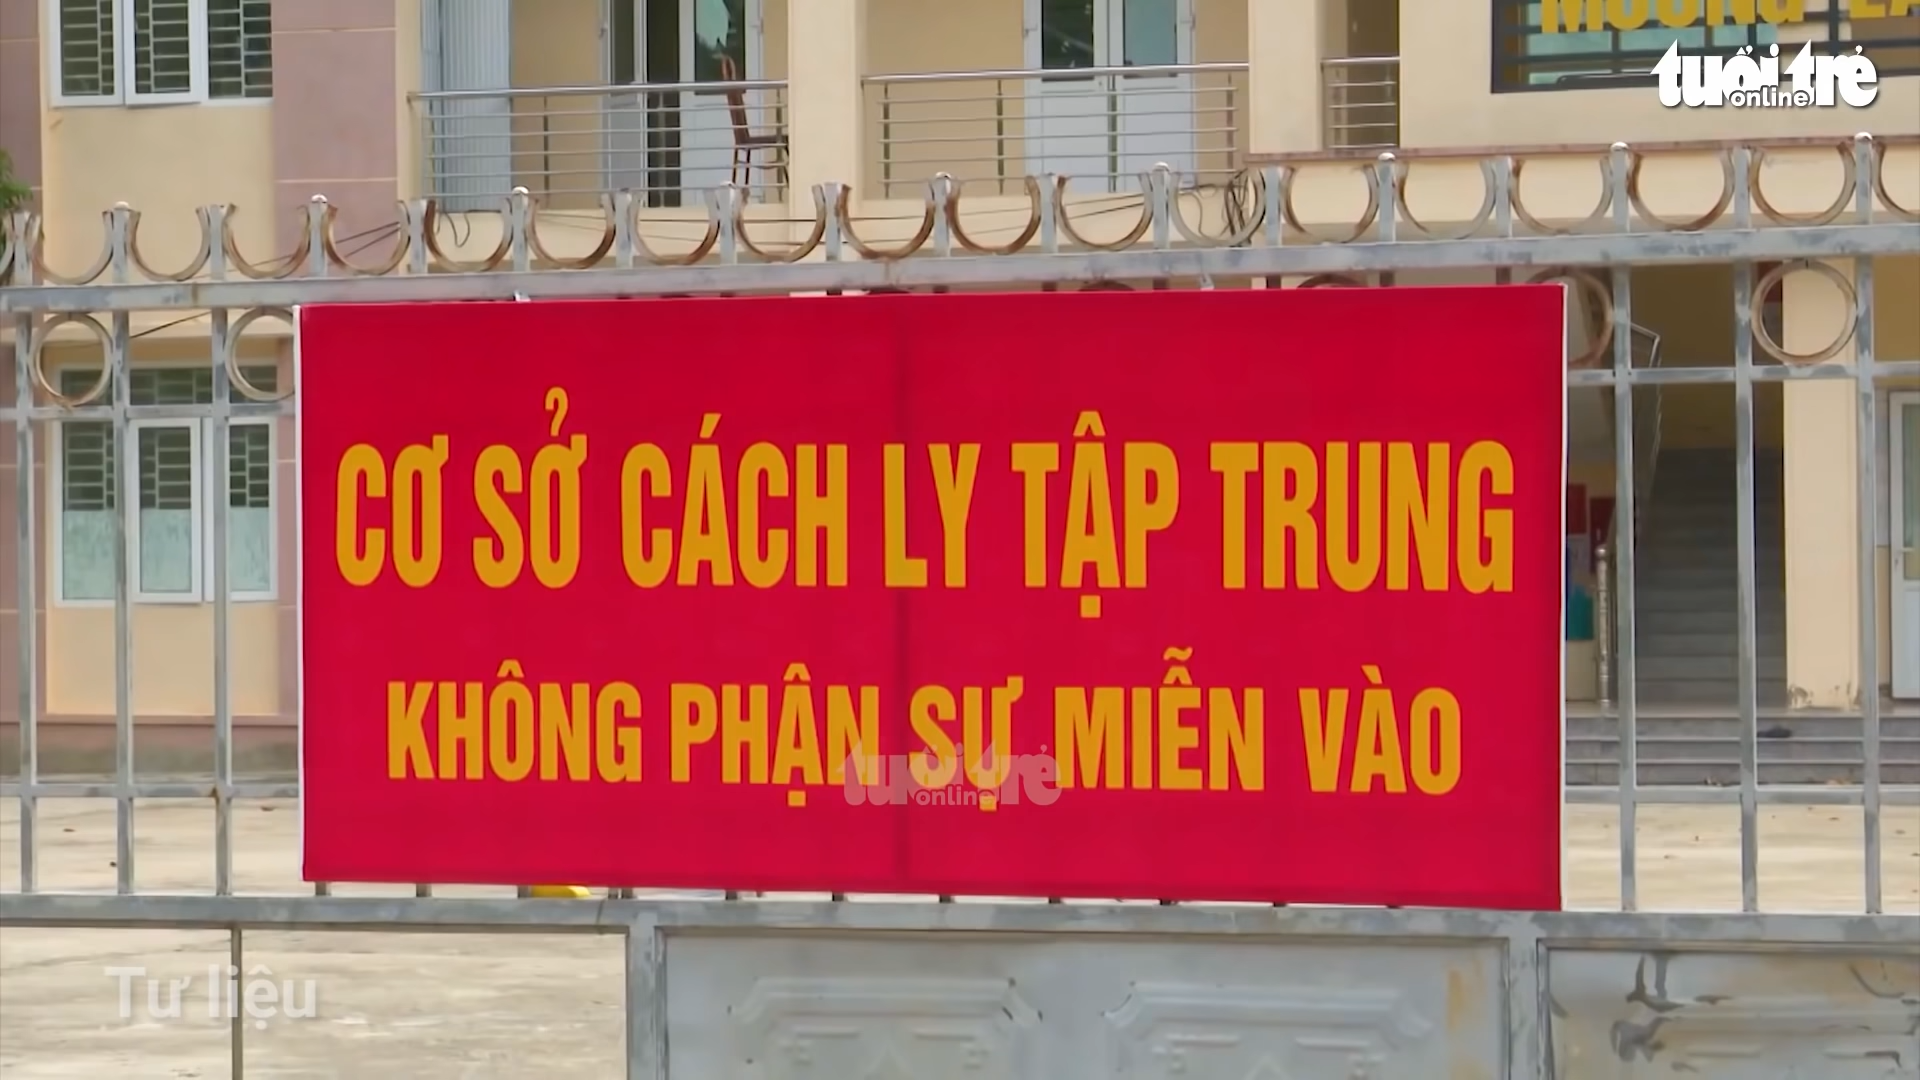 tuổi trẻ
online
CƠ SỞ CÁCH LY TẬP TRUNG
KHÔNG PHẬN SỰ MIỄN VÀO
tuổi trẻ
online
Tư liệu